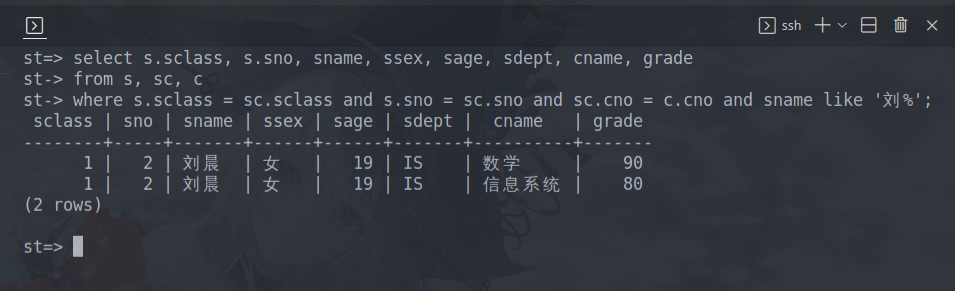 ssh
st=> select s.sclass, s.sno, sname, ssex, sage, sdept, cname, grade
st-> from s, sc, c
st-> where s.sclass = sc.sclass and s.sno = sc.sno and sc.cno = c.cno and sname like '刘%';
 sclass | sno | sname | ssex | sage | sdept |  cname   | grade
--------+-----+-------+------+------+-------+----------+-------
      1 |   2 | 刘晨  | 女   |   19 | IS    | 数学     |    90
      1 |   2 | 刘晨  | 女   |   19 | IS    | 信息系统 |    80
(2 rows)
st=>